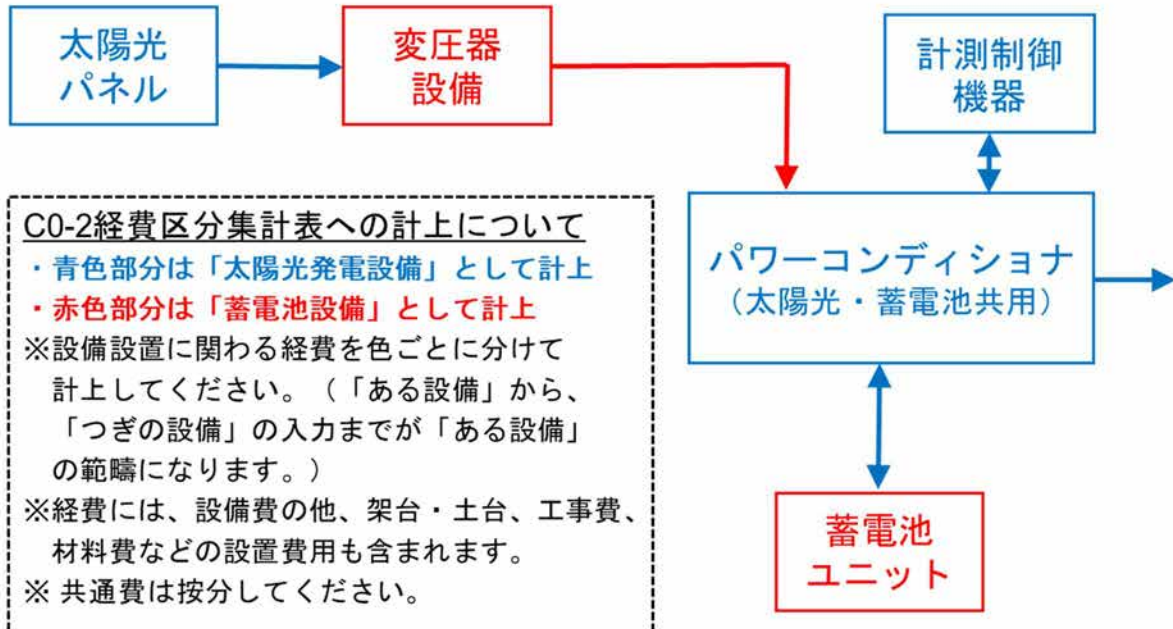 太陽光
パネル
変圧器
設備
計測制御
機器
C0-2経費区分集計表への計上について
・青色部分は「太陽光発電設備」として計上
・赤色部分は「蓄電池設備」として計上
※設備設置に関わる経費を色ごとに分けて
計上してください。（「ある設備」から、
「つぎの設備」の入力までが「ある設備」
の範疇になります。）
※経費には、設備費の他、架台・土台、工事費、
材料費などの設置費用も含まれます。
※ 共通費は按分してください。
パワーコンディショナ
（太陽光・蓄電池共用）
蓄電池
ユニット